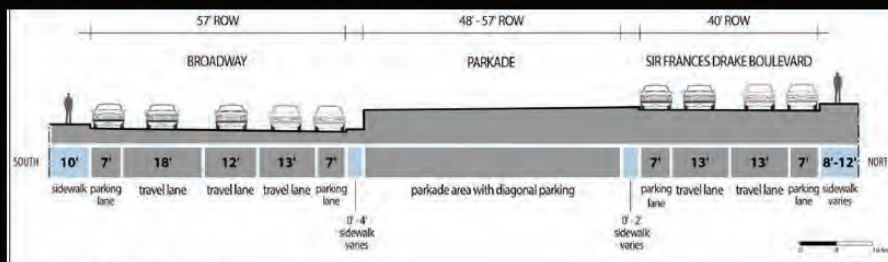 57' ROW
48' - 57' ROW
40' ROW
BROADWAY
PARKADE
SIR FRANCES DRAKE BOULEVARD
SOUTH
10'
7'
18'
12'
13'
7'
7'
13'
13'
7'
8'-12'
sidewalk
parking lane
travel lane
travel lane
travel lane
parking lane
parkade area with diagonal parking
parking lane
travel lane
travel lane
parking lane
sidewalk varies
0' - 4' sidewalk varies
0' - 2' sidewalk varies
0
8